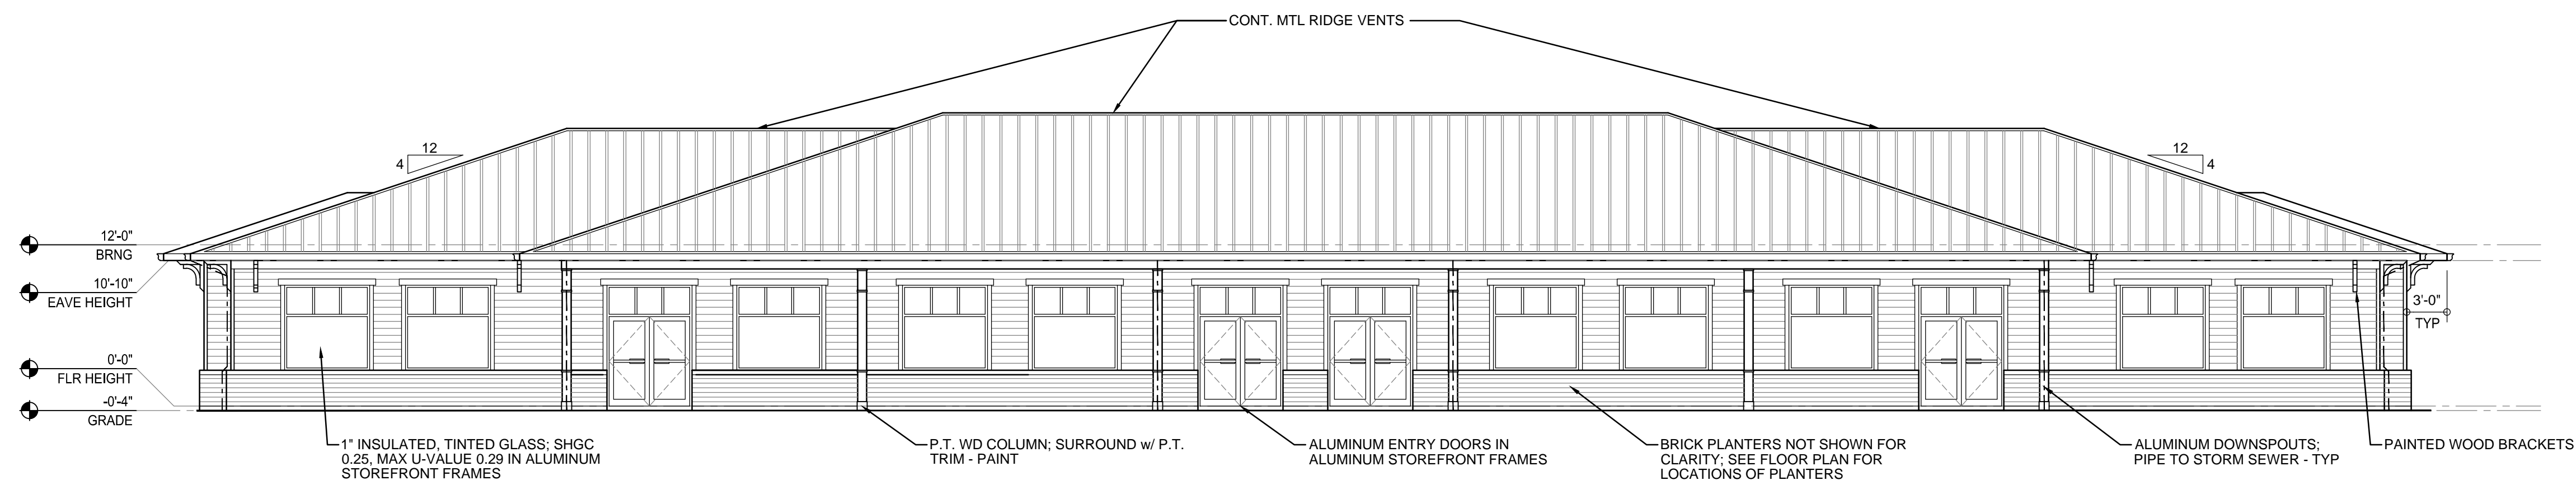 CONT. MTL RIDGE VENTS
12
4
12
4
12'-0"
BRNG
10'-10"
EAVE HEIGHT
3'-0"
TYP
0'-0"
FLR HEIGHT
-0'-4"
GRADE
1" INSULATED, TINTED GLASS; SHGC
0.25, MAX U-VALUE 0.29 IN ALUMINUM
STOREFRONT FRAMES
P.T. WD COLUMN; SURROUND w/ P.T.
TRIM - PAINT
ALUMINUM ENTRY DOORS IN
ALUMINUM STOREFRONT FRAMES
BRICK PLANTERS NOT SHOWN FOR
CLARITY; SEE FLOOR PLAN FOR
LOCATIONS OF PLANTERS
ALUMINUM DOWNSPOUTS;
PIPE TO STORM SEWER - TYP
PAINTED WOOD BRACKETS